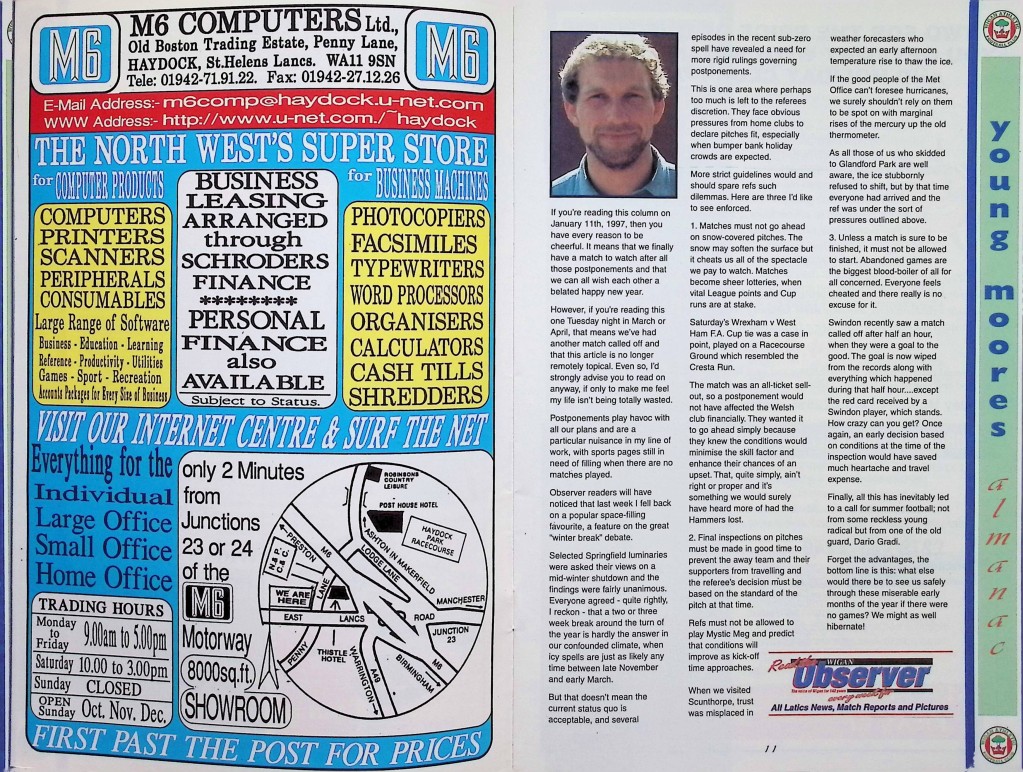 M6
M6 COMPUTERS Ltd.,
Old Boston Trading Estate, Penny Lane,
HAYDOCK, St.Helens Lancs. WA11 9SN
Tele: 01942-71.91.22. Fax: 01942-27.12.26
M6
E-Mail Address:- m6comp@haydock.u-net.com
WWW Address:- http://www.u-net.com./~haydock
THE NORTH WEST'S SUPER STORE
for COMPUTER PRODUCTS
for BUSINESS MACHINES
COMPUTERS
PRINTERS
SCANNERS
PERIPHERALS
CONSUMABLES
Large Range of Software
Business - Education - Learning
Reference - Productivity - Utilities
Games - Sport - Recreation
Accounts Packages for Every Size of Business
BUSINESS
LEASING
ARRANGED
through
SCHRODERS
FINANCE
********
PERSONAL
FINANCE
also
AVAILABLE
Subject to Status.
PHOTOCOPIERS
FACSIMILES
TYPEWRITERS
WORD PROCESSORS
ORGANISERS
CALCULATORS
CASH TILLS
SHREDDERS
VISIT OUR INTERNET CENTRE & SURF THE NET
Everything for the
Individual
Large Office
Small Office
Home Office
TRADING HOURS
Monday
to
Friday
9.00am to 5.00pm
Saturday 10.00 to 3.00pm
Sunday CLOSED
OPEN
Sunday Oct. Nov. Dec.
only 2 Minutes
from
Junctions
23 or 24
of the
M6
Motorway
8000sq.ft)
SHOWROOM
ROBINSONS
COUNTRY
LEISURE
POST HOUSE HOTEL
HAYDOCK
PARK
RACECOURSE
ASHTON IN MAKERFIELD
LODGE LANE
PRESTON
M6
N.S.P.
C.C.
WE ARE
HERE
LANE
PENNY
EAST
LANCS
ROAD
MANCHESTER
JUNCTION
23
THISTLE
HOTEL
A49
WARRINGTON
M6
BIRMINGHAM
FIRST PAST THE POST FOR PRICES
If you're reading this column on
January 11th, 1997, then you
have every reason to be
cheerful. It means that we finally
have a match to watch after all
those postponements and that
we can all wish each other a
belated happy new year.
However, if you're reading this
one Tuesday night in March or
April, that means we've had
another match called off and
that this article is no longer
remotely topical. Even so, I'd
strongly advise you to read on
anyway, if only to make me feel
my life isn't being totally wasted.
Postponements play havoc with
all our plans and are a
particular nuisance in my line of
work, with sports pages still in
need of filling when there are no
matches played.
Observer readers will have
noticed that last week I fell back
on a popular space-filling
favourite, a feature on the great
"winter break" debate.
Selected Springfield luminaries
were asked their views on a
mid-winter shutdown and the
findings were fairly unanimous.
Everyone agreed - quite rightly,
I reckon - that a two or three
week break around the turn of
the year is hardly the answer in
our confounded climate, when
icy spells are just as likely any
time between late November
and early March.
But that doesn't mean the
current status quo is
acceptable, and several
episodes in the recent sub-zero
spell have revealed a need for
more rigid rulings governing
postponements.
This is one area where perhaps
too much is left to the referees
discretion. They face obvious
pressures from home clubs to
declare pitches fit, especially
when bumper bank holiday
crowds are expected.
More strict guidelines would and
should spare refs such
dilemmas. Here are three I'd like
to see enforced.
1. Matches must not go ahead
on snow-covered pitches. The
snow may soften the surface but
it cheats us all of the spectacle
we pay to watch. Matches
become sheer lotteries, when
vital League points and Cup
runs are at stake.
Saturday's Wrexham v West
Ham F.A. Cup tie was a case in
point, played on a Racecourse
Ground which resembled the
Cresta Run.
The match was an all-ticket sell-
out, so a postponement would
not have affected the Welsh
club financially. They wanted it
to go ahead simply because
they knew the conditions would
minimise the skill factor and
enhance their chances of an
upset. That, quite simply, ain't
right or proper and it's
something we would surely
have heard more of had the
Hammers lost.
2. Final inspections on pitches
must be made in good time to
prevent the away team and their
supporters from travelling and
the referee's decision must be
based on the standard of the
pitch at that time.
Refs must not be allowed to
play Mystic Meg and predict
that conditions will
improve as kick-off
time approaches.
When we visited
Scunthorpe, trust
was misplaced in
weather forecasters who
expected an early afternoon
temperature rise to thaw the ice.
If the good people of the Met
Office can't foresee hurricanes,
we surely shouldn't rely on them
to be spot on with marginal
rises of the mercury up the old
thermometer.
As all those of us who skidded
to Glandford Park are well
aware, the ice stubbornly
refused to shift, but by that time
everyone had arrived and the
ref was under the sort of
pressures outlined above.
3. Unless a match is sure to be
finished, it must not be allowed
to start. Abandoned games are
the biggest blood-boiler of all for
all concerned. Everyone feels
cheated and there really is no
excuse for it.
Swindon recently saw a match
called off after half an hour,
when they were a goal to the
good. The goal is now wiped
from the records along with
everything which happened
during that half hour....except
the red card received by a
Swindon player, which stands.
How crazy can you get? Once
again, an early decision based
on conditions at the time of the
inspection would have saved
much heartache and travel
expense.
Finally, all this has inevitably led
to a call for summer football; not
from some reckless young
radical but from one of the old
guard, Dario Gradi.
Forget the advantages, the
bottom line is this: what else
would there be to see us safely
through these miserable early
months of the year if there were
no games? We might as well
hibernate!
Read the
WIGAN
Observer
The voice of Wigan for 140 years
every week for
All Latics News, Match Reports and Pictures
11
WIGAN ATHLETIC
young moores
almanac